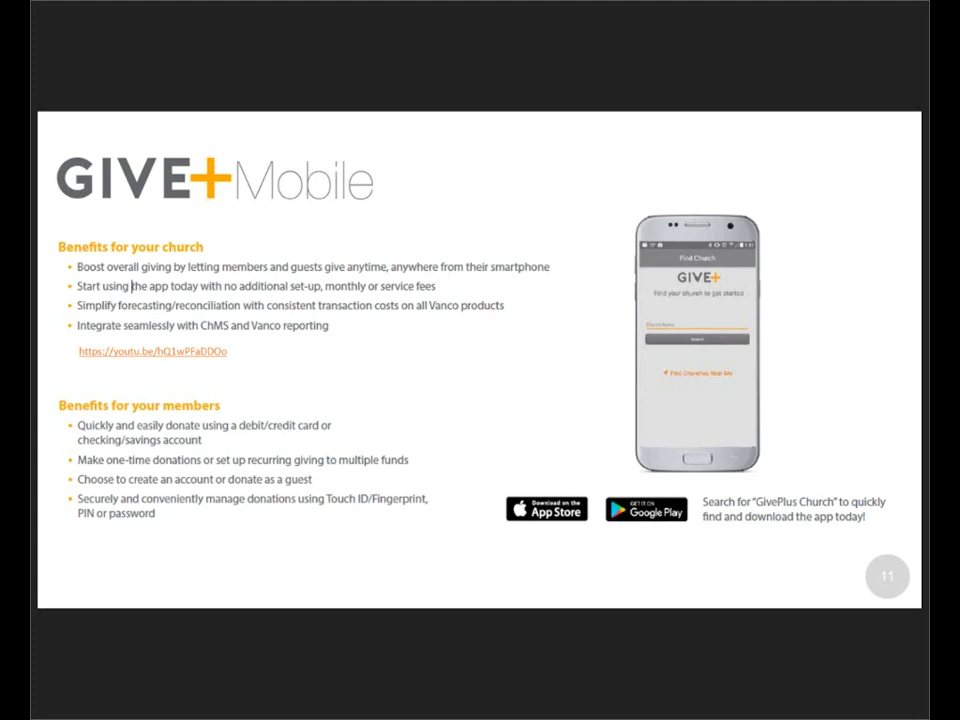 GIVE+Mobile
Benefits for your church
• Boost overall giving by letting members and guests give anytime, anywhere from their smartphone
• Start using the app today with no additional set-up, monthly or service fees
• Simplify forecasting/reconciliation with consistent transaction costs on all Vanco products
• Integrate seamlessly with ChMS and Vanco reporting
https://youtu.be/hQ1wPFaDDOo
Benefits for your members
• Quickly and easily donate using a debit/credit card or
checking/savings account
• Make one-time donations or set up recurring giving to multiple funds
• Choose to create an account or donate as a guest
• Securely and conveniently manage donations using Touch ID/Fingerprint,
PIN or password
Find Church
GIVE+
Find your church to get started
Church Name
Search
Find Churches Near Me
Download on the
App Store
GET IT ON
Google Play
Search for "GivePlus Church" to quickly
find and download the app today!
11